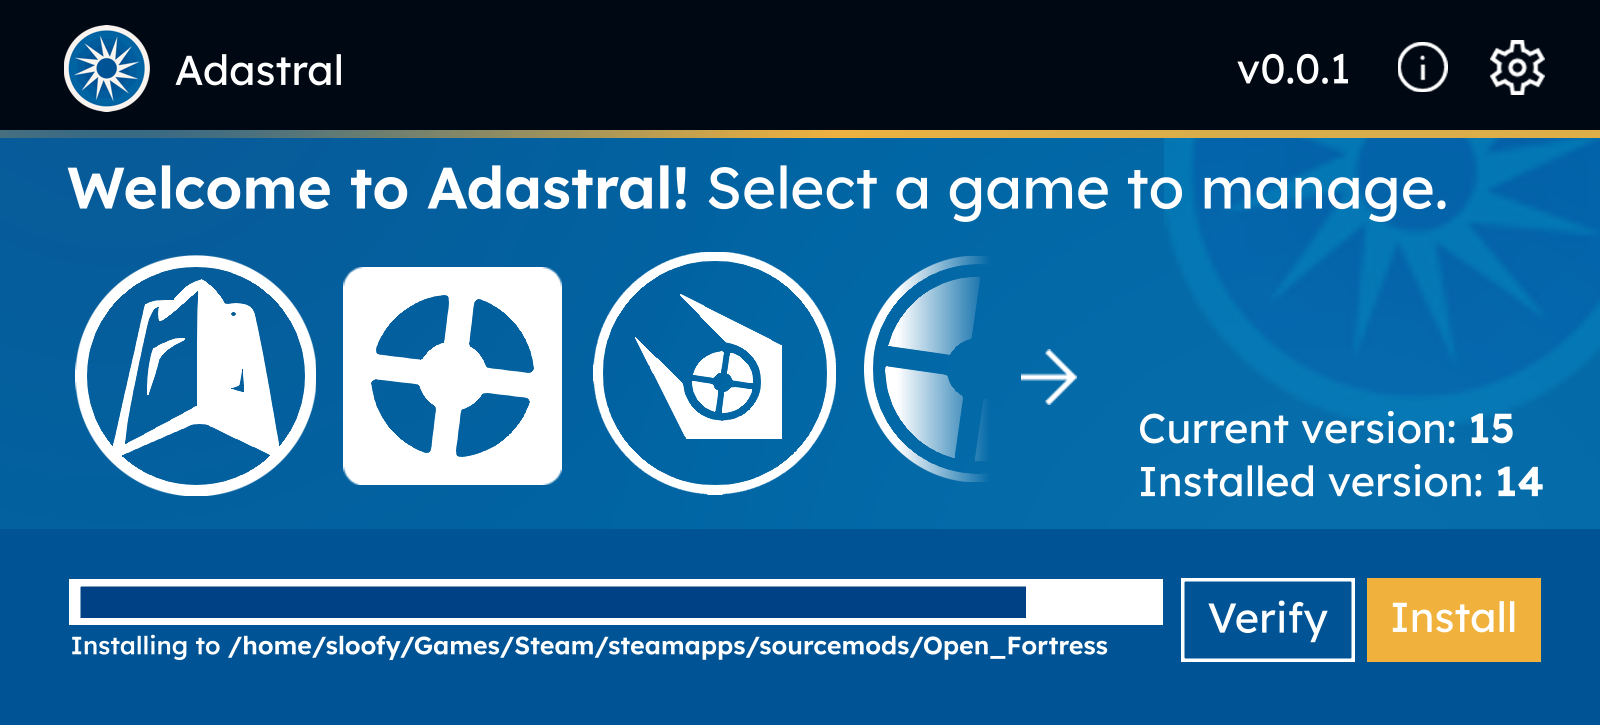 Adastral
v0.0.1
Welcome to Adastral! Select a game to manage.
Current version: 15
Installed version: 14
Installing to /home/sloofy/Games/Steam/steamapps/sourcemods/Open_Fortress
Verify
Install